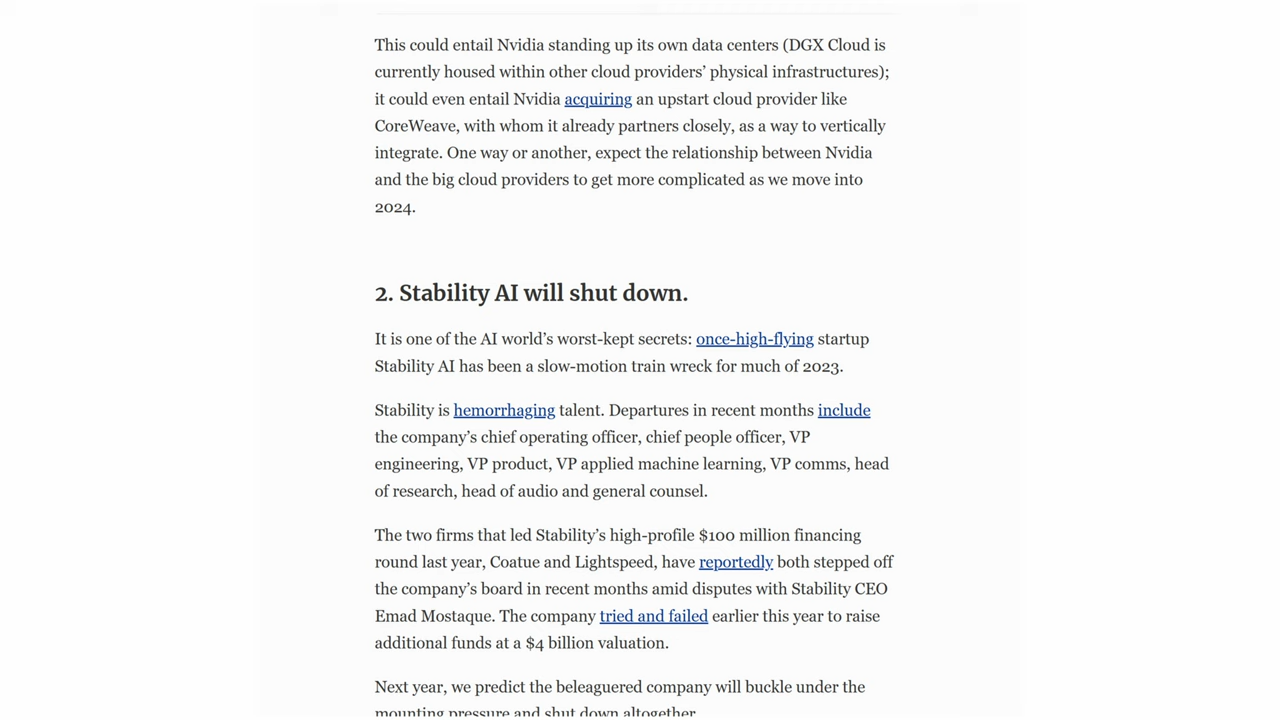 This could entail Nvidia standing up its own data centers (DGX Cloud is
currently housed within other cloud providers’ physical infrastructures);
it could even entail Nvidia acquiring an upstart cloud provider like
CoreWeave, with whom it already partners closely, as a way to vertically
integrate. One way or another, expect the relationship between Nvidia
and the big cloud providers to get more complicated as we move into
2024.
2. Stability AI will shut down.
It is one of the AI world’s worst-kept secrets: once-high-flying startup
Stability AI has been a slow-motion train wreck for much of 2023.
Stability is hemorrhaging talent. Departures in recent months include
the company’s chief operating officer, chief people officer, VP
engineering, VP product, VP applied machine learning, VP comms, head
of research, head of audio and general counsel.
The two firms that led Stability’s high-profile $100 million financing
round last year, Coatue and Lightspeed, have reportedly both stepped off
the company’s board in recent months amid disputes with Stability CEO
Emad Mostaque. The company tried and failed earlier this year to raise
additional funds at a $4 billion valuation.
Next year, we predict the beleaguered company will buckle under the
mounting pressure and shut down altogether